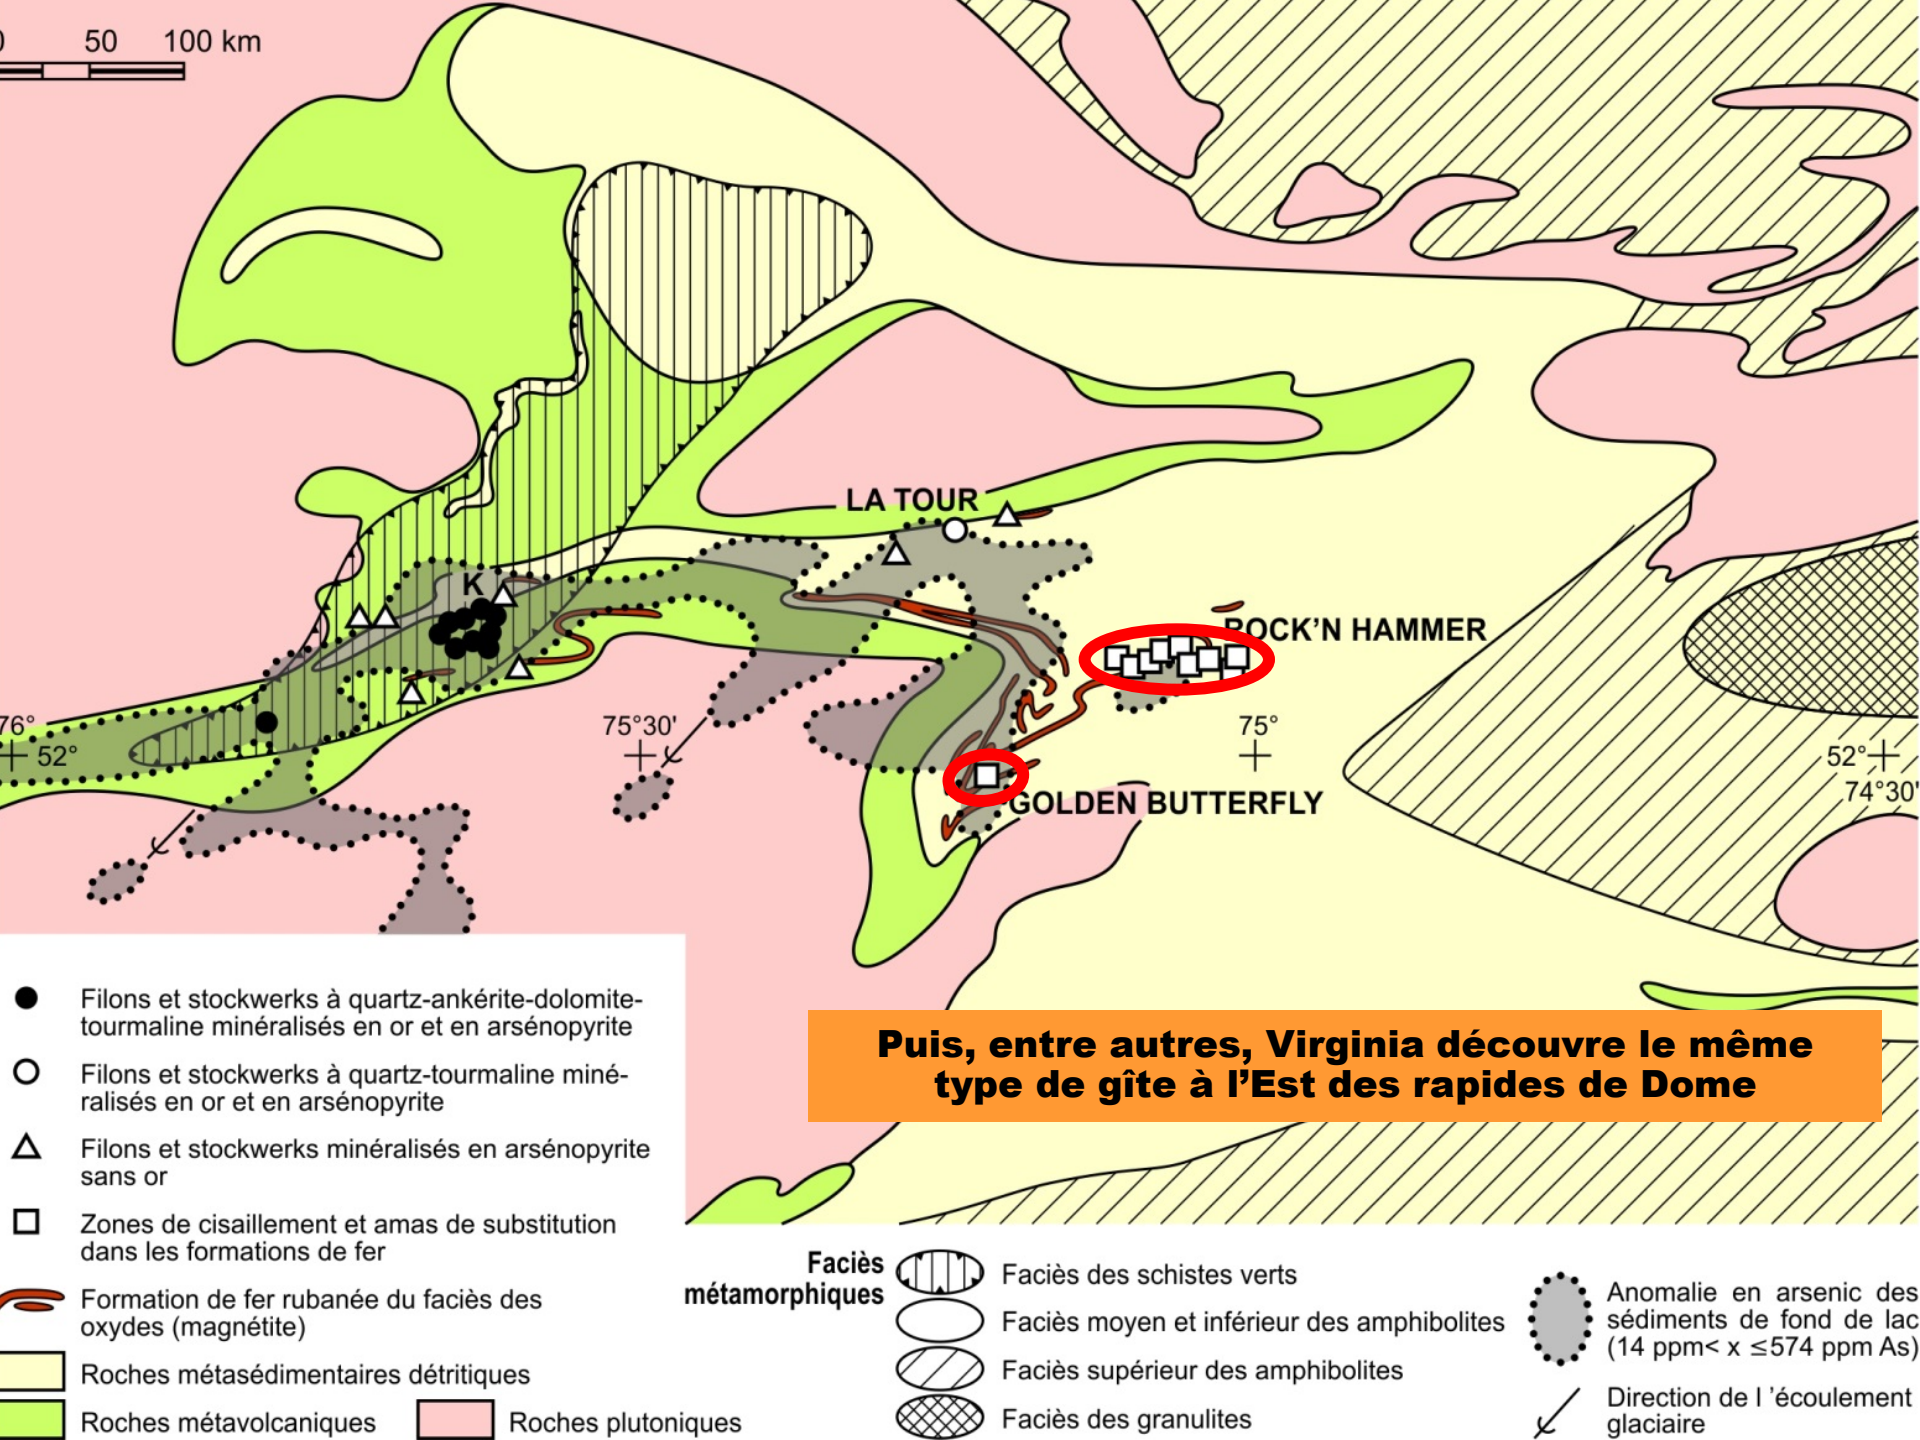 0 50 100 km
LA TOUR
K
ROCK'N HAMMER
76°
52°
75°30'
75°
52°
74°30'
GOLDEN BUTTERFLY
Puis, entre autres, Virginia découvre le même
type de gîte à l'Est des rapides de Dome
Filons et stockwerks à quartz-ankérite-dolomite-
tourmaline minéralisés en or et en arsénopyrite
Filons et stockwerks à quartz-tourmaline miné-
ralisés en or et en arsénopyrite
Filons et stockwerks minéralisés en arsénopyrite
sans or
Zones de cisaillement et amas de substitution
dans les formations de fer
Formation de fer rubanée du faciès des
oxydes (magnétite)
Roches métasédimentaires détritiques
Roches métavolcaniques
Roches plutoniques
Faciès
métamorphiques
Faciès des schistes verts
Faciès moyen et inférieur des amphibolites
Faciès supérieur des amphibolites
Faciès des granulites
Anomalie en arsenic des
sédiments de fond de lac
(14 ppm< x ≤574 ppm As)
Direction de l 'écoulement
glaciaire